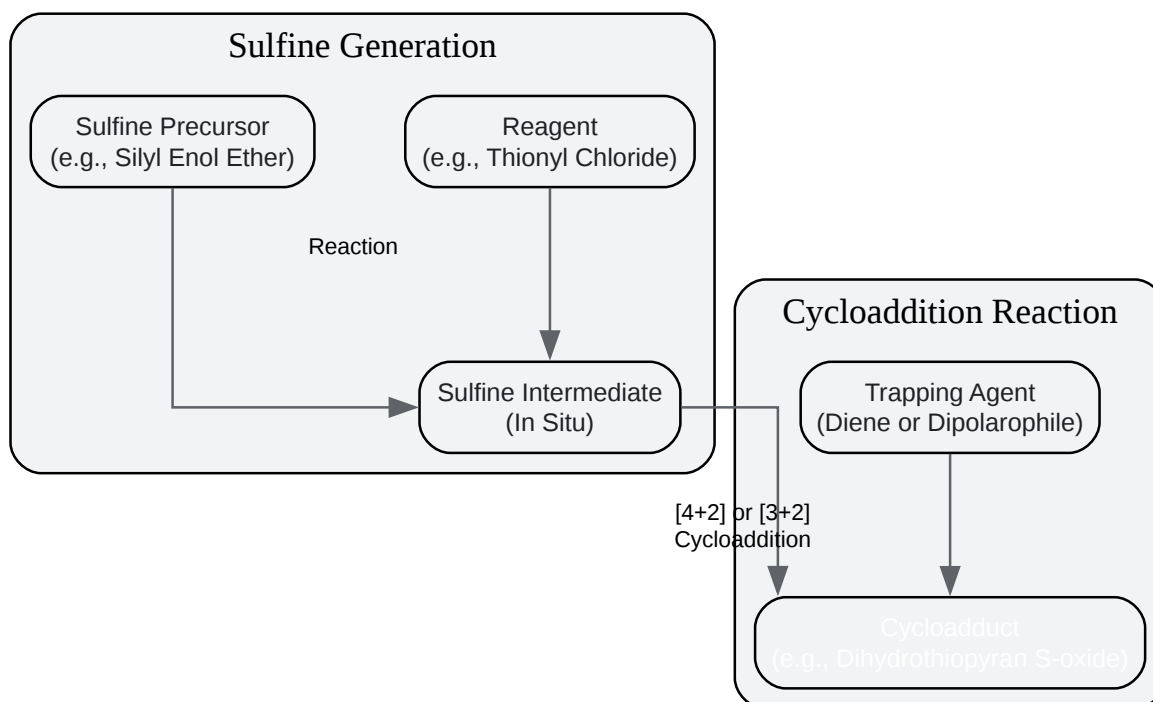 Sulfine Generation
Sulfine Precursor
(e.g., Silyl Enol Ether)
Reagent
(e.g., Thionyl Chloride)
Reaction
Sulfine Intermediate
(In Situ)
Cycloaddition Reaction
Trapping Agent
(Diene or Dipolarophile)
[4+2] or [3+2]
Cycloaddition
Cycloadduct
(e.g., Dihydrothiopyran S-oxide)